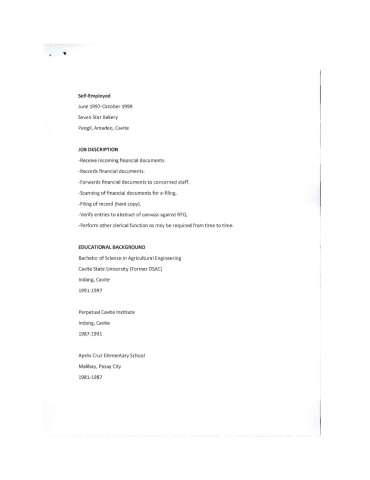 Self-Employed
June 1997-October 1999
Seven Star Bakery
Pangil, Amadeo, Cavite
JOB DESCRIPTION
-Receive incoming financial documents.
-Records financial documents.
-Forwards financial documents to concerned staff.
-Scanning of financial documents for e-filing.
-Filing of record (hard copy).
-Verify entries to abstract of canvass against RFQ.
-Perform other clerical function as may be required from time to time.
EDUCATIONAL BACKGROUND
Bachelor of Science in Agricultural Engineering
Cavite State University (Former DSAC)
Indang, Cavite
1991-1997
Perpetual Cavite Institute
Indang, Cavite
1987-1991
Apelo Cruz Elementary School
Malibay, Pasay City
1981-1987